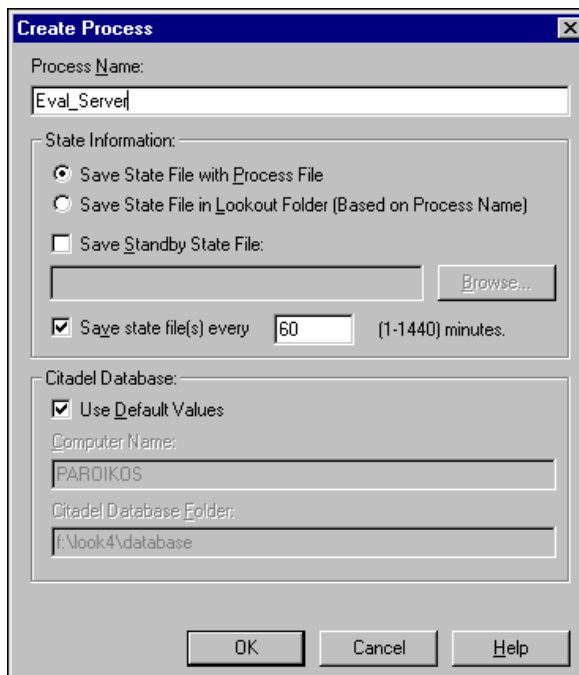 Create Process
Process Name:
Eval_Server
State Information:
Save State File with Process File
Save State File in Lookout Folder (Based on Process Name)
Save Standby State File:
Browse...
Save state file(s) every 60 (1-1440) minutes.
Citadel Database:
Use Default Values
Computer Name:
PAROIKOS
Citadel Database Folder:
f:\look4\database
OK Cancel Help